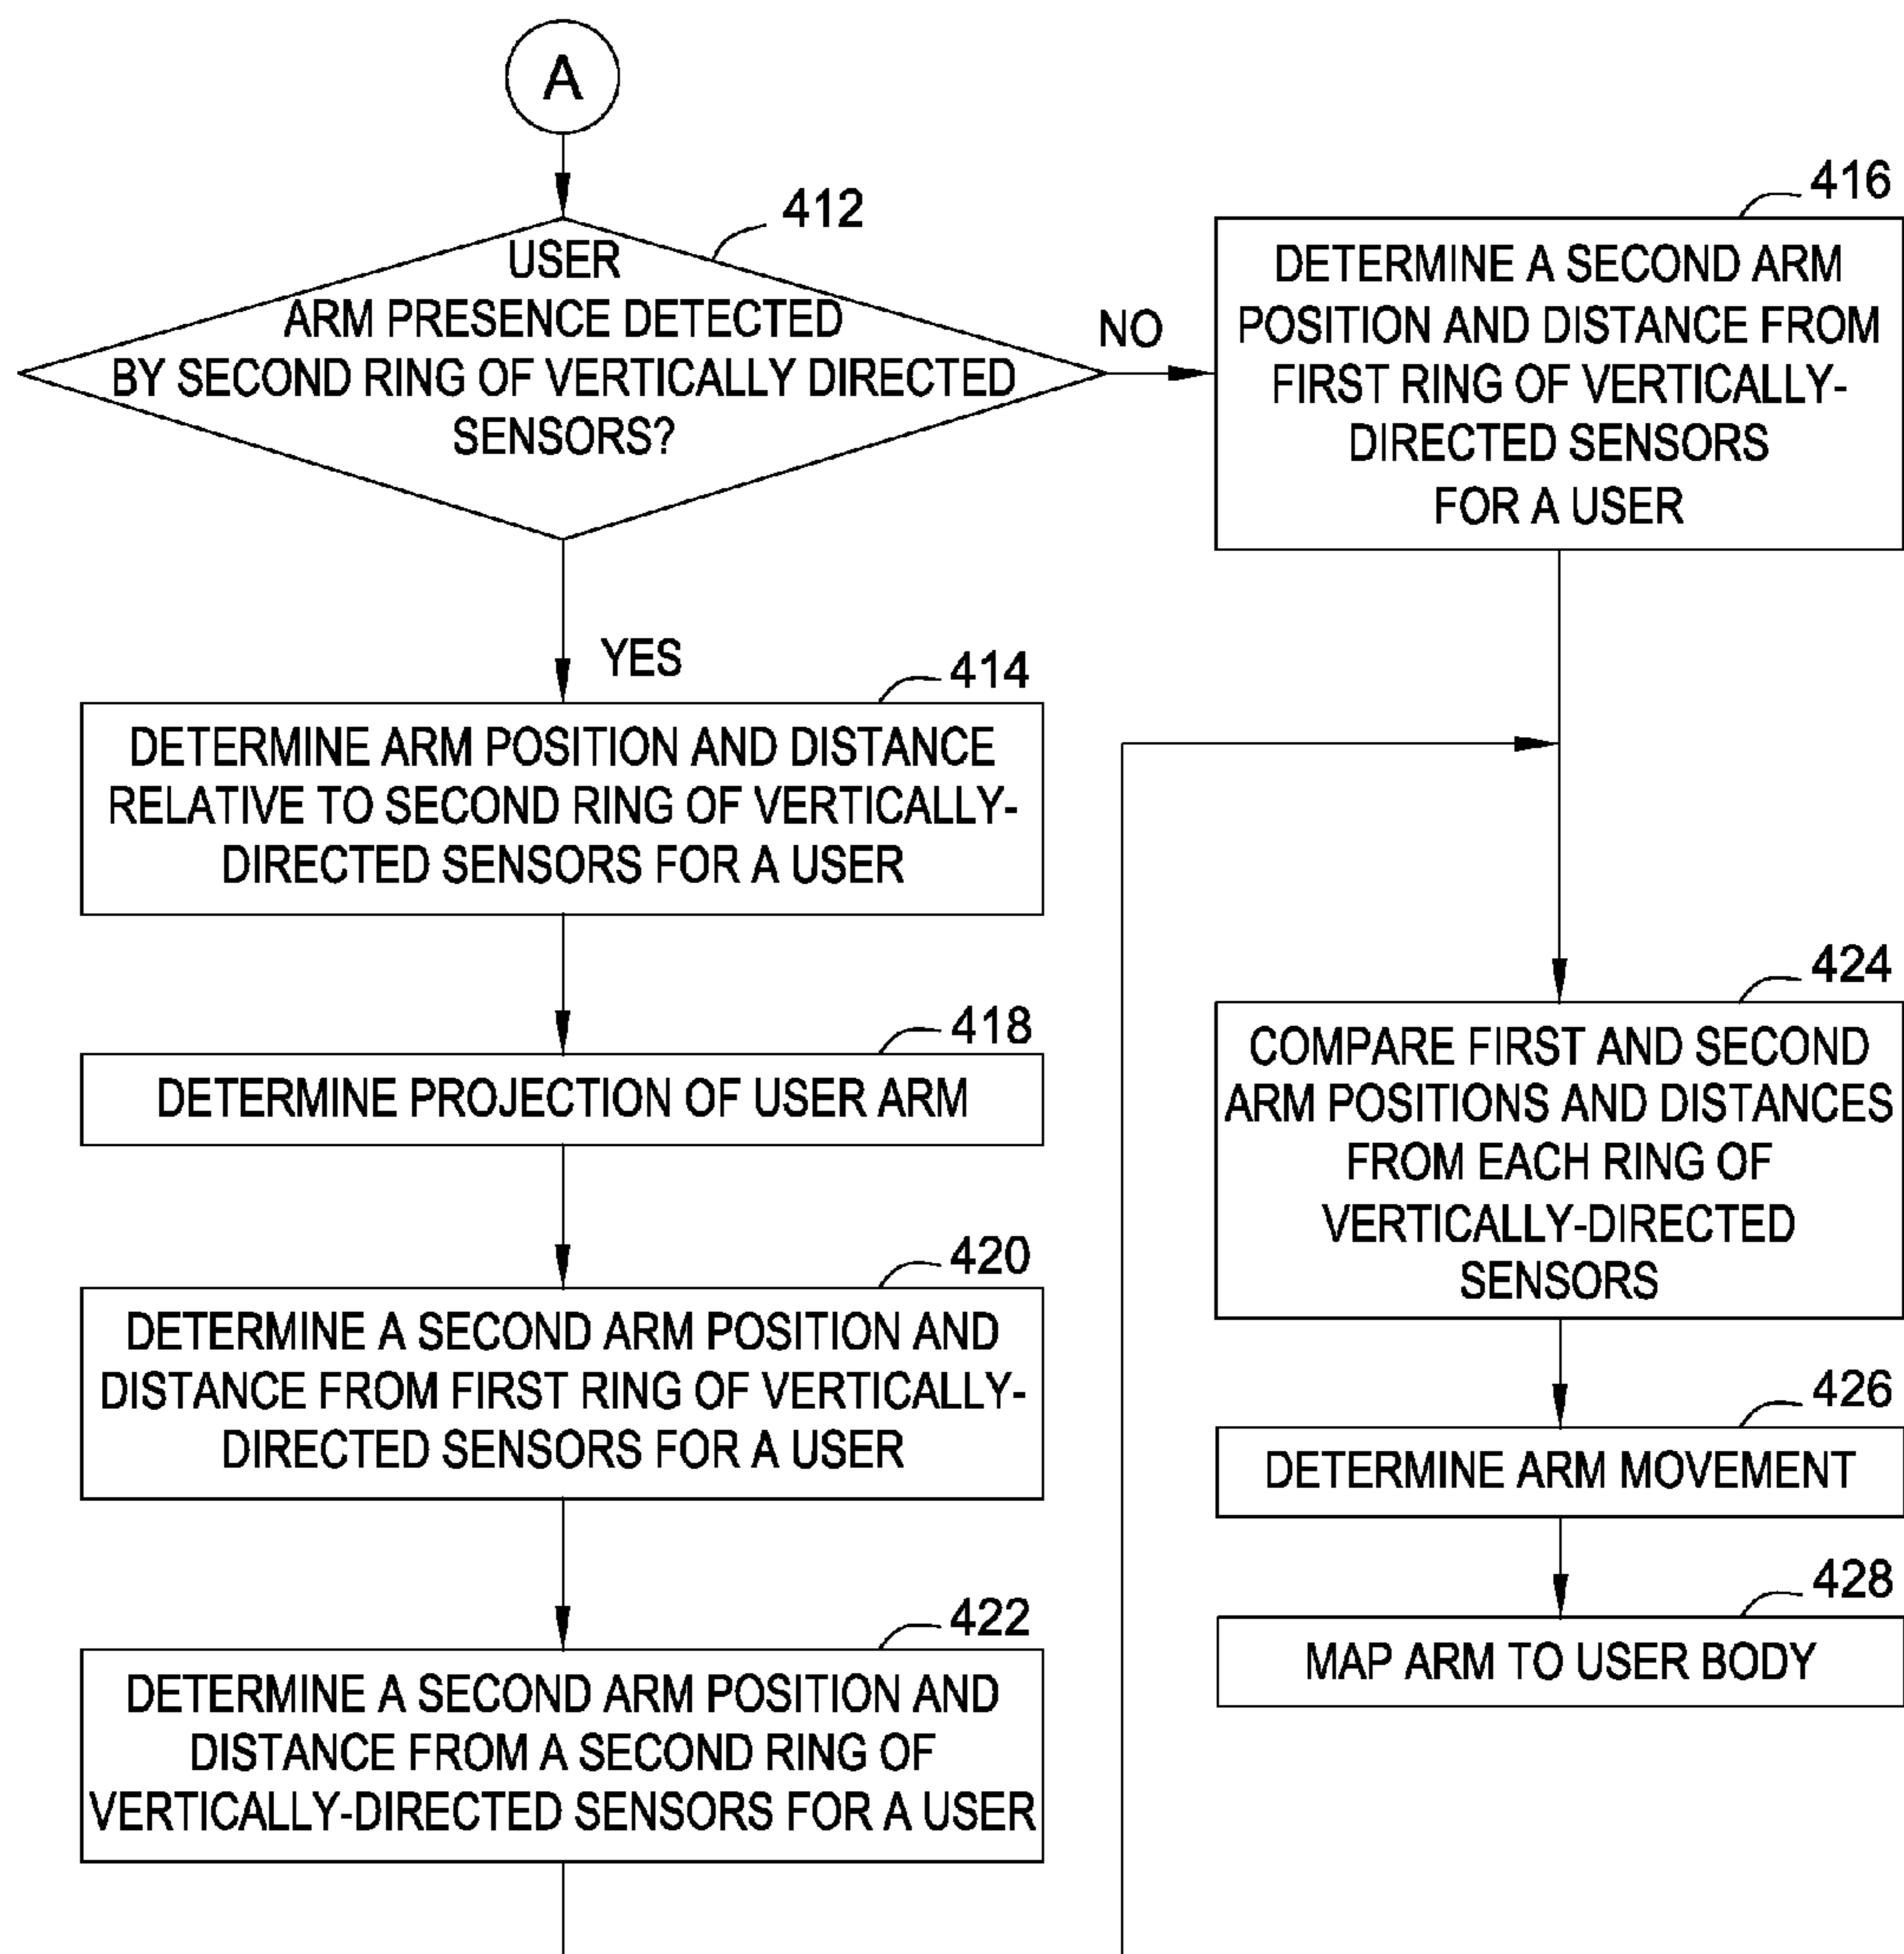 A
412
USER
ARM PRESENCE DETECTED
BY SECOND RING OF VERTICALLY DIRECTED
SENSORS?
NO
YES
416
DETERMINE A SECOND ARM
POSITION AND DISTANCE FROM
FIRST RING OF VERTICALLY-
DIRECTED SENSORS
FOR A USER
414
DETERMINE ARM POSITION AND DISTANCE
RELATIVE TO SECOND RING OF VERTICALLY-
DIRECTED SENSORS FOR A USER
418
DETERMINE PROJECTION OF USER ARM
420
DETERMINE A SECOND ARM POSITION AND
DISTANCE FROM FIRST RING OF VERTICALLY-
DIRECTED SENSORS FOR A USER
422
DETERMINE A SECOND ARM POSITION AND
DISTANCE FROM A SECOND RING OF
VERTICALLY-DIRECTED SENSORS FOR A USER
424
COMPARE FIRST AND SECOND
ARM POSITIONS AND DISTANCES
FROM EACH RING OF
VERTICALLY-DIRECTED
SENSORS
426
DETERMINE ARM MOVEMENT
428
MAP ARM TO USER BODY